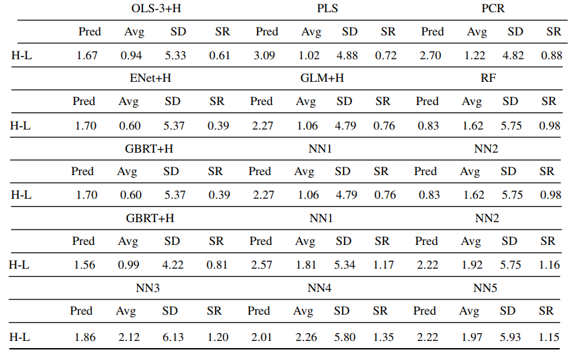 OLS-3+H PLS PCR
Pred Avg SD SR Pred Avg SD SR Pred Avg SD SR
H-L 1.67 0.94 5.33 0.61 3.09 1.02 4.88 0.72 2.70 1.22 4.82 0.88
ENet+H GLM+H RF
Pred Avg SD SR Pred Avg SD SR Pred Avg SD SR
H-L 1.70 0.60 5.37 0.39 2.27 1.06 4.79 0.76 0.83 1.62 5.75 0.98
GBRT+H NN1 NN2
Pred Avg SD SR Pred Avg SD SR Pred Avg SD SR
H-L 1.70 0.60 5.37 0.39 2.27 1.06 4.79 0.76 0.83 1.62 5.75 0.98
GBRT+H NN1 NN2
Pred Avg SD SR Pred Avg SD SR Pred Avg SD SR
H-L 1.56 0.99 4.22 0.81 2.57 1.81 5.34 1.17 2.22 1.92 5.75 1.16
NN3 NN4 NN5
Pred Avg SD SR Pred Avg SD SR Pred Avg SD SR
H-L 1.86 2.12 6.13 1.20 2.01 2.26 5.80 1.35 2.22 1.97 5.93 1.15